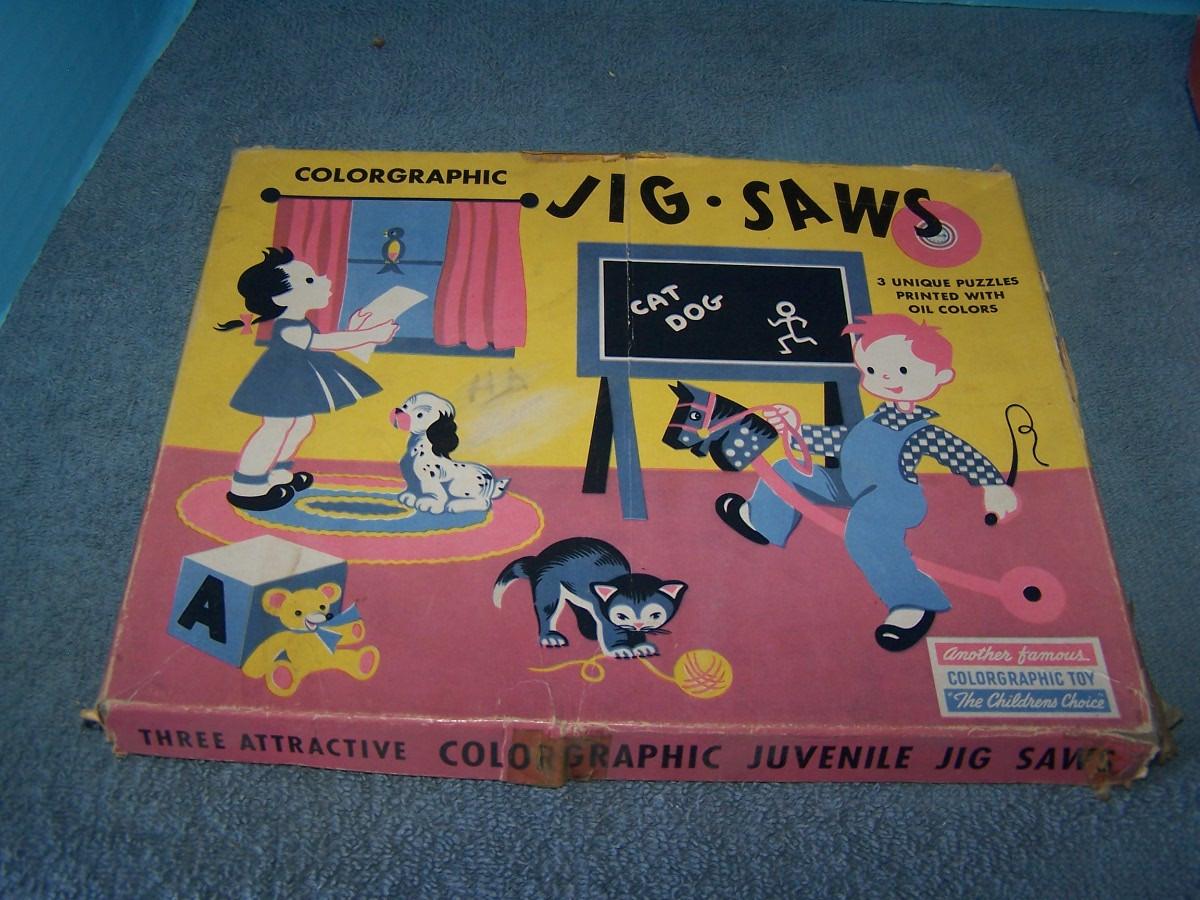 COLORGRAPHIC
JIG·SAWS
3 UNIQUE PUZZLES
PRINTED WITH
OIL COLORS
CAT
DOG
A
Another famous
COLORGRAPHIC TOY
"The Childrens Choice"
THREE ATTRACTIVE COLORGRAPHIC JUVENILE JIG SAWS